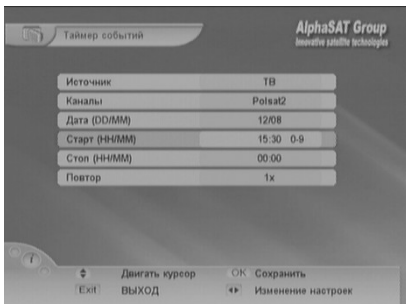 Таймер событий
AlphaSAT Group
Innovative satellite technologies
Источник ТВ
Каналы Polsat2
Дата (DD/MM) 12/08
Старт (HH/MM) 15:30 0-9
Стоп (HH/MM) 00:00
Повтор 1x
Двигать курсор OK Сохранить
Exit ВЫХОД Изменение настроек